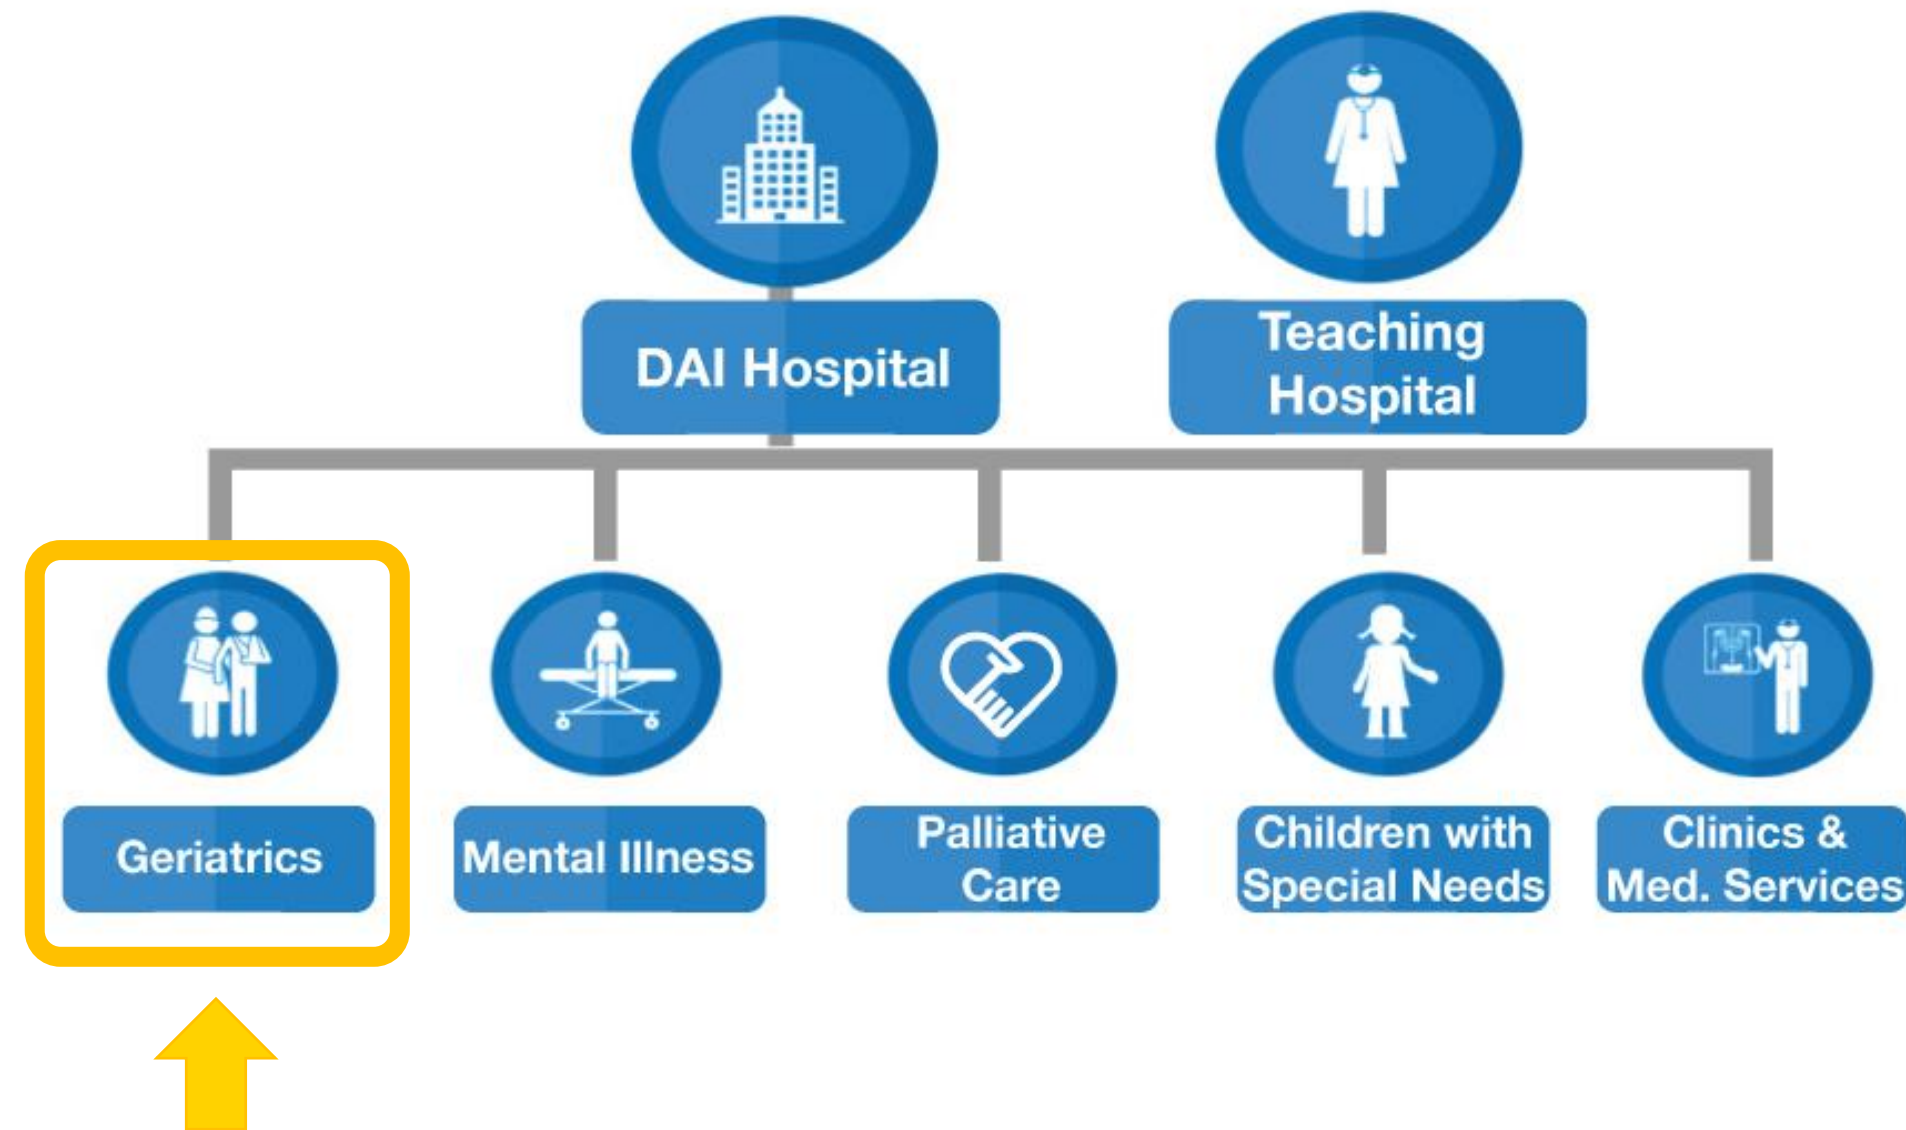 DAI Hospital
Teaching
Hospital
Geriatrics
Mental Illness
Palliative
Care
Children with
Special Needs
Clinics &
Med. Services